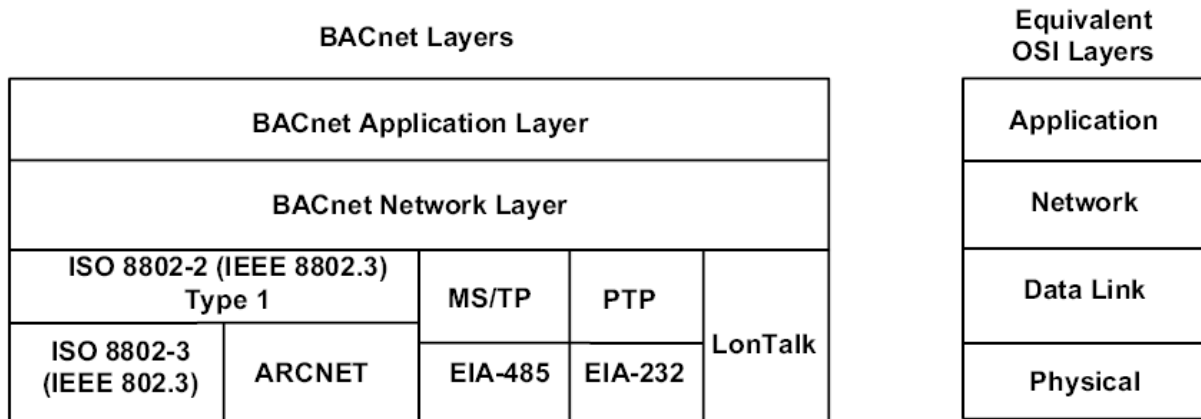 BACnet Layers
Equivalent
OSI Layers
BACnet Application Layer
Application
BACnet Network Layer
Network
ISO 8802-2 (IEEE 8802.3)
Type 1
MS/TP
PTP
LonTalk
Data Link
ISO 8802-3
(IEEE 802.3)
ARCNET
EIA-485
EIA-232
Physical